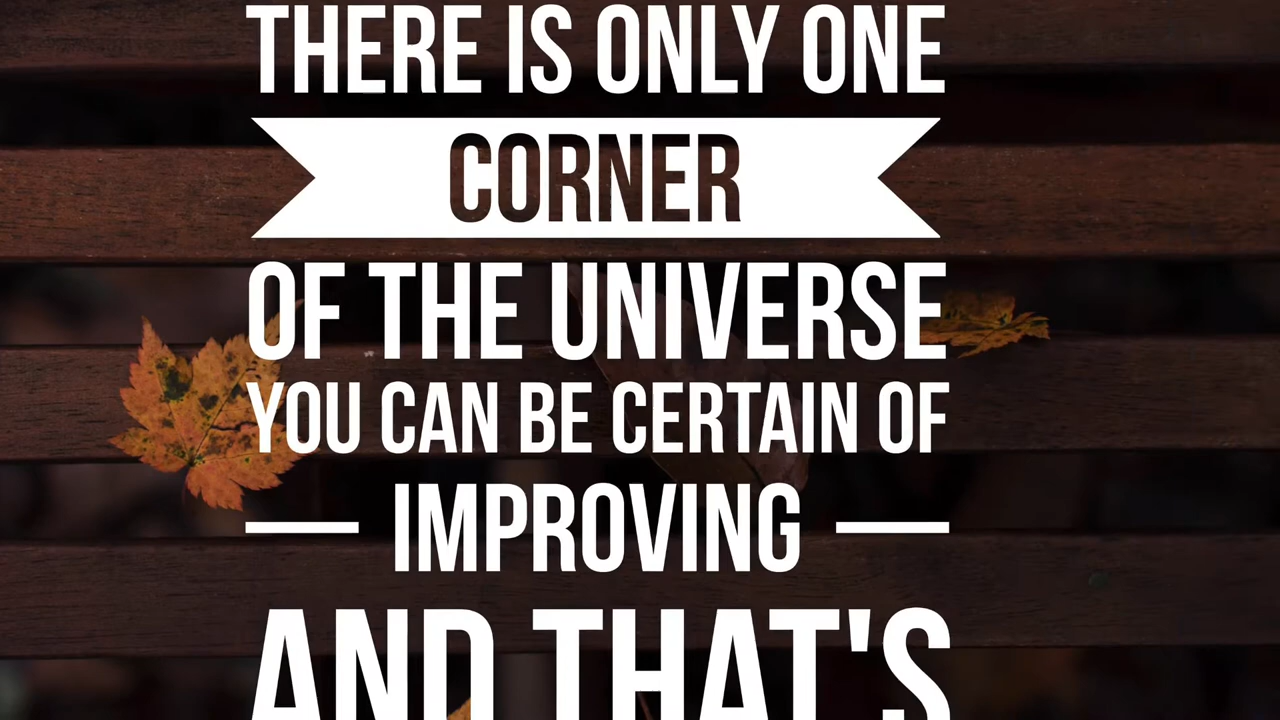 THERE IS ONLY ONE
CORNER
OF THE UNIVERSE
YOU CAN BE CERTAIN OF
IMPROVING
AND THAT'S